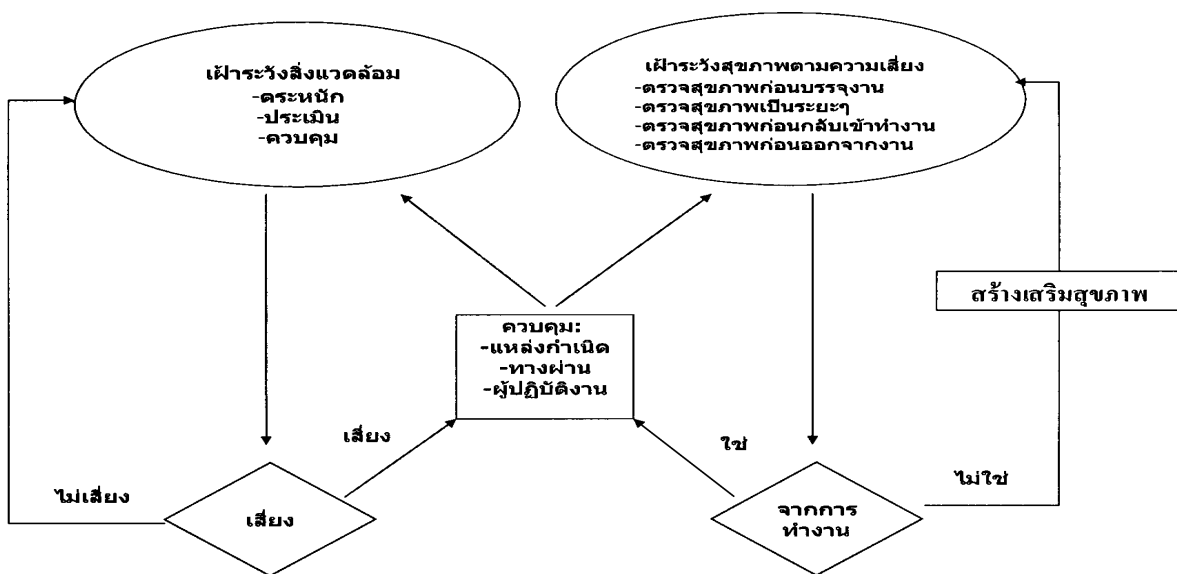 เฝ้าระวังสิ่งแวดล้อม
-ตระหนัก
-ประเมิน
-ควบคุม
เฝ้าระวังสุขภาพตามความเสี่ยง
-ตรวจสุขภาพก่อนบรรจุงาน
-ตรวจสุขภาพเป็นระยะๆ
-ตรวจสุขภาพก่อนกลับเข้าทำงาน
-ตรวจสุขภาพก่อนออกจากงาน
สร้างเสริมสุขภาพ
ควบคุม:
-แหล่งกำเนิด
-ทางผ่าน
-ผู้ปฏิบัติงาน
เสี่ยง
ใช่
ไม่เสี่ยง
เสี่ยง
จากการ
ทำงาน
ไม่ใช่